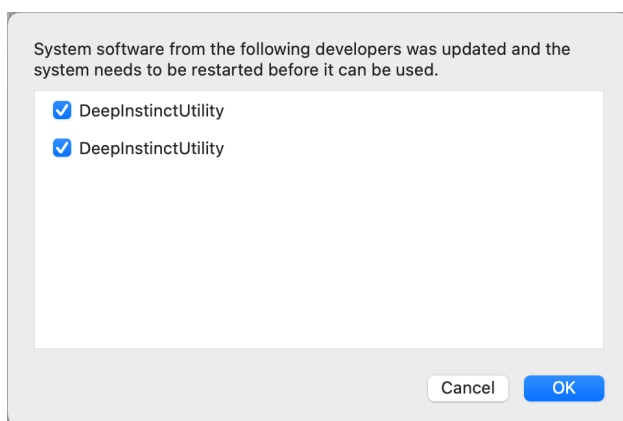 System software from the following developers was updated and the
system needs to be restarted before it can be used.
DeepInstinctUtility
DeepInstinctUtility
Cancel
OK